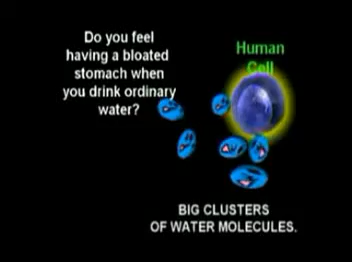 Do you feel
having a bloated
stomach when
you drink ordinary
water?
Human
Cell
BIG CLUSTERS
OF WATER MOLECULES.